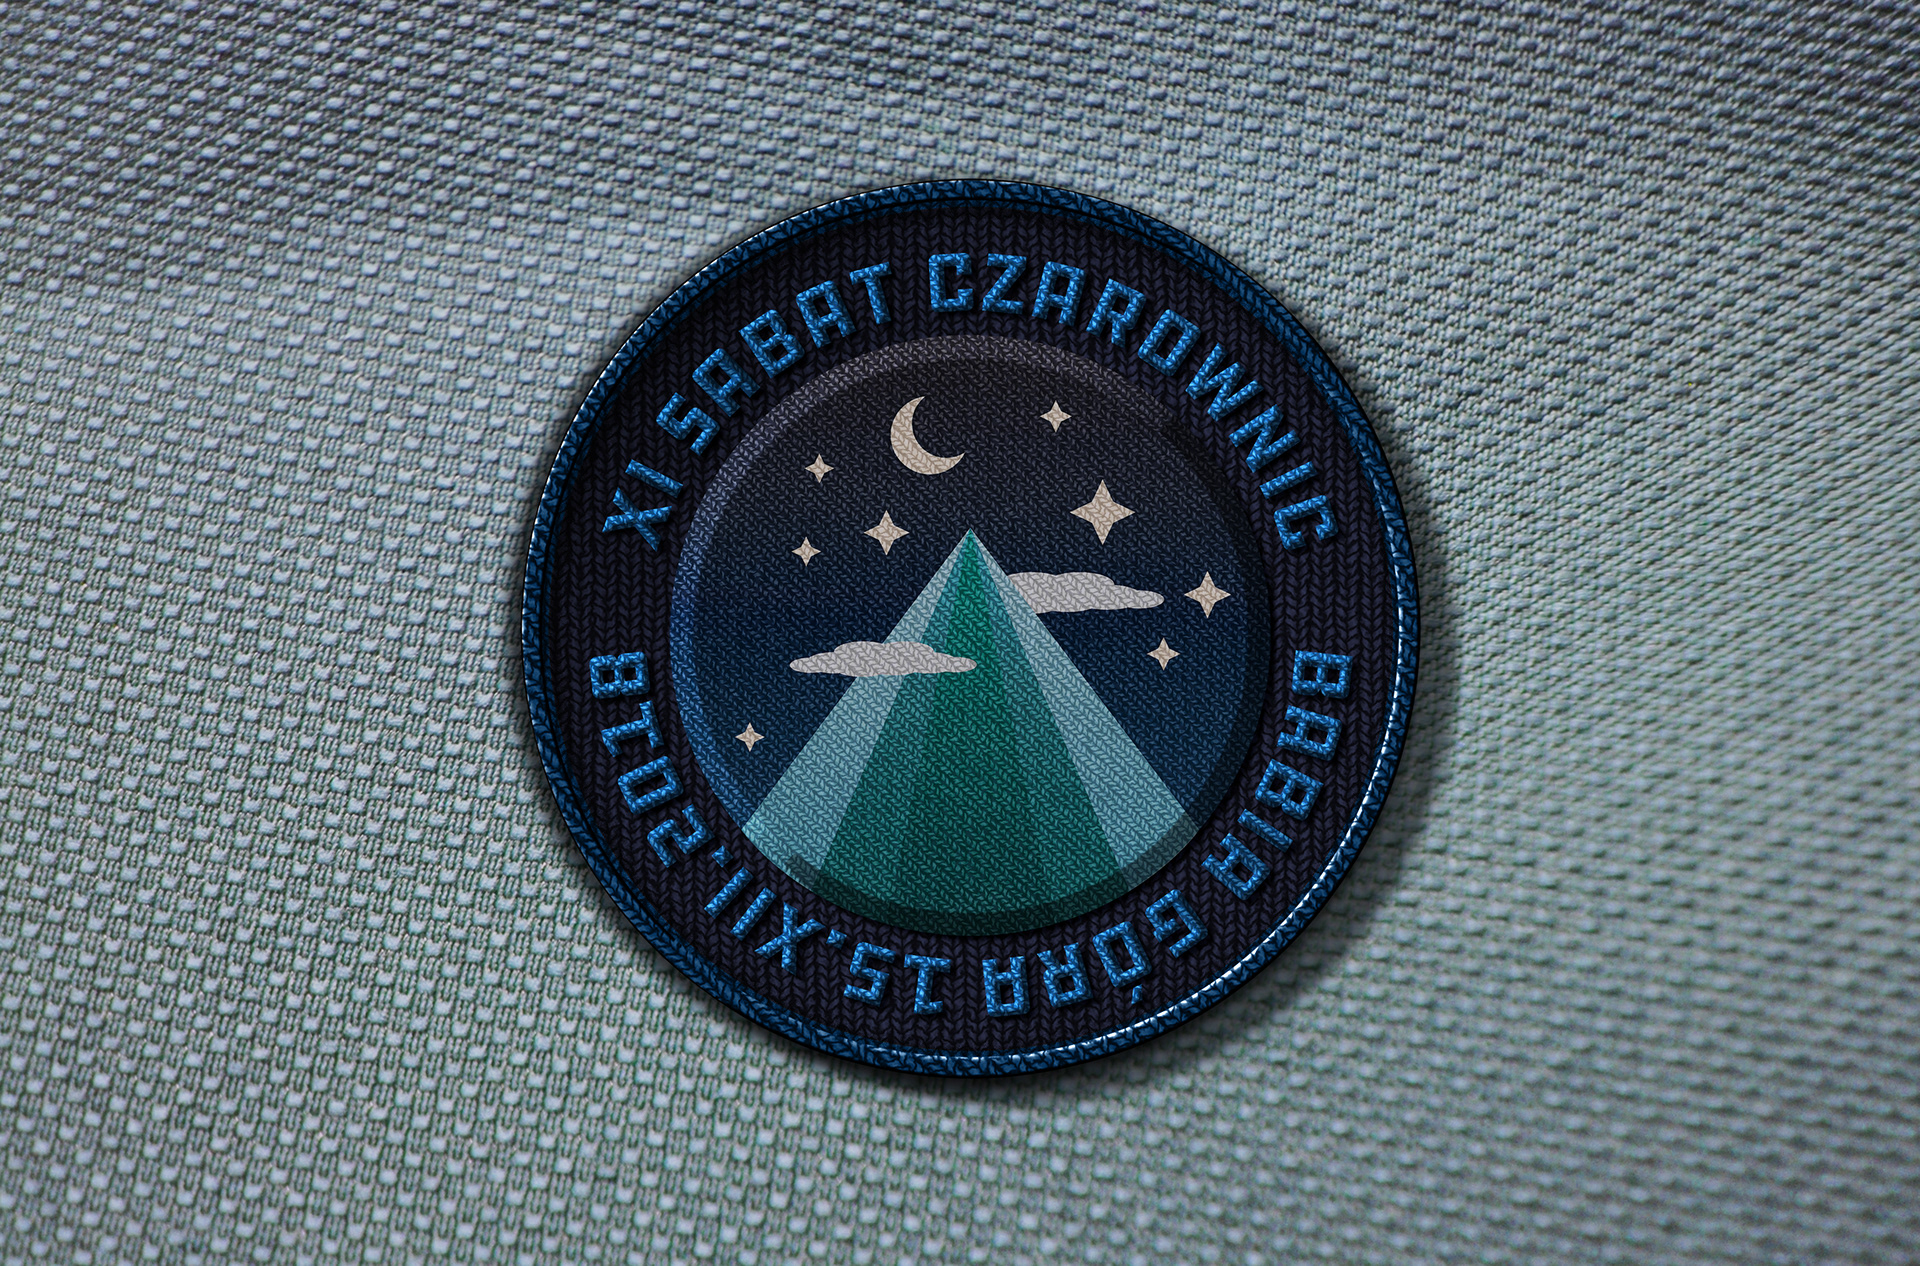 XI SABAT CZAROWNIC
BABIA GÓRA 15.XII.2018